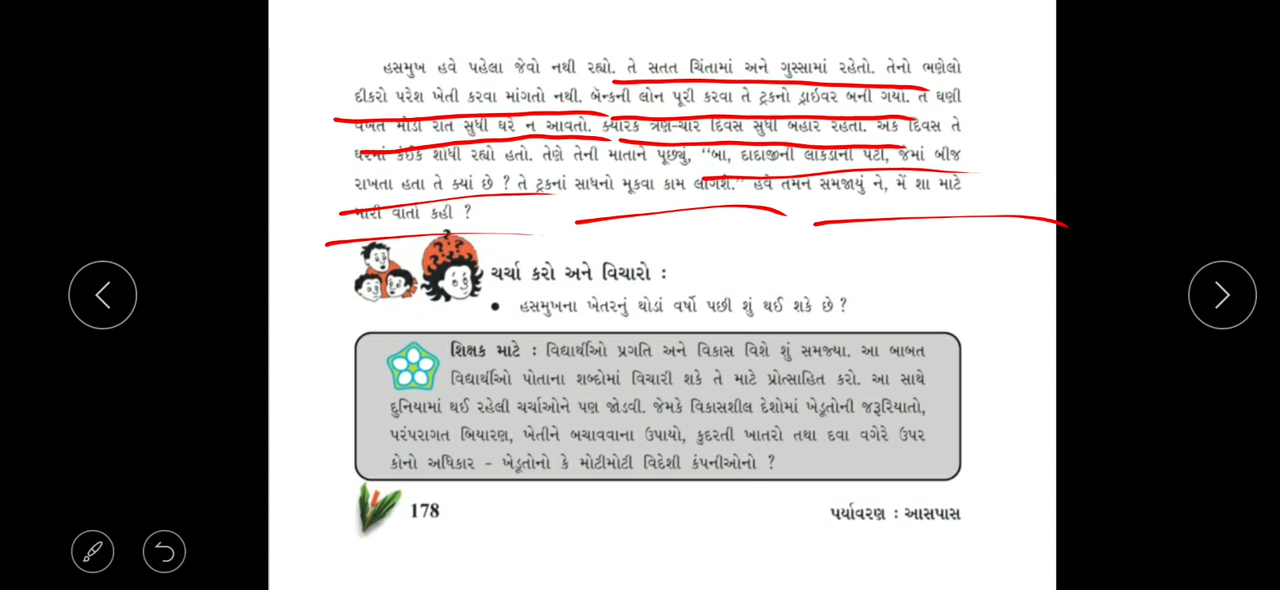 હસમુખ હવે પહેલા જેવો નથી રહ્યો. તે સતત ચિંતામાં અને ગુસ્સામાં રહેતો. તેનો ભણેલો
દીકરો પરેશ ખેતી કરવા માંગતો નથી. બૅન્કની લોન પૂરી કરવા તે ટ્રકનો ડ્રાઇવર બની ગયા. તે ઘણી
વખત મોડી રાત સુધી ઘરે ન આવતો. ક્યારેક ત્રણ-ચાર દિવસ સુધી બહાર રહેતો. એક દિવસ તે
ઘરમાં કંઈક શોધી રહ્યો હતો. તેણે તેની માતાને પૂછ્યું, “બા, દાદાજીની લાકડાની પેટી, જેમાં બીજ
રાખતા હતા તે ક્યાં છે ? તે ટ્રકનાં સાધનો મૂકવા કામ લાગશે.” હવે તમને સમજાયું ને, મેં શા માટે
મારી વાતો કહી ?
ચર્ચા કરો અને વિચારો :
• હસમુખના ખેતરનું થોડાં વર્ષો પછી શું થઈ શકે છે ?
શિક્ષક માટે : વિદ્યાર્થીઓ પ્રગતિ અને વિકાસ વિશે શું સમજ્યા. આ બાબત
વિદ્યાર્થીઓ પોતાના શબ્દોમાં વિચારી શકે તે માટે પ્રોત્સાહિત કરો. આ સાથે
દુનિયામાં થઈ રહેલી ચર્ચાઓને પણ જોડવી. જેમકે વિકાસશીલ દેશોમાં ખેડૂતોની જરૂરિયાતો,
પરંપરાગત બિયારણ, ખેતીને બચાવવાના ઉપાયો, કુદરતી ખાતરો તથા દવા વગેરે ઉપર
કોનો અધિકાર – ખેડૂતોનો કે મોટીમોટી વિદેશી કંપનીઓનો ?
178
પર્યાવરણ : આસપાસ